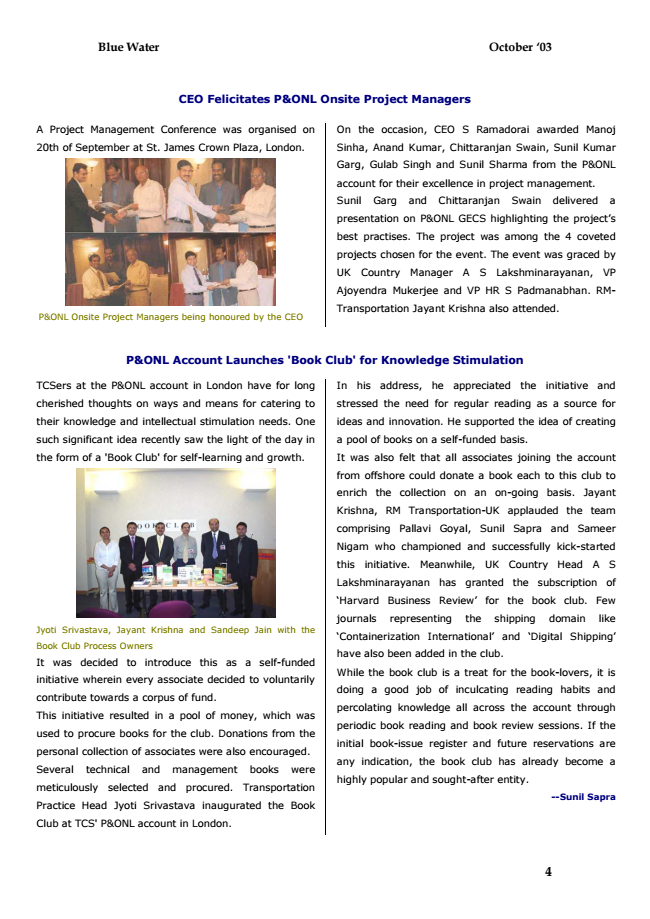 Blue Water October ‘03
CEO Felicitates P&ONL Onsite Project Managers
A Project Management Conference was organised on
20th of September at St. James Crown Plaza, London.
P&ONL Onsite Project Managers being honoured by the CEO
On the occasion, CEO S Ramadorai awarded Manoj
Sinha, Anand Kumar, Chittaranjan Swain, Sunil Kumar
Garg, Gulab Singh and Sunil Sharma from the P&ONL
account for their excellence in project management.
Sunil Garg and Chittaranjan Swain delivered a
presentation on P&ONL GECS highlighting the project’s
best practises. The project was among the 4 coveted
projects chosen for the event. The event was graced by
UK Country Manager A S Lakshminarayanan, VP
Ajoyendra Mukerjee and VP HR S Padmanabhan. RM-
Transportation Jayant Krishna also attended.
P&ONL Account Launches 'Book Club' for Knowledge Stimulation
TCSers at the P&ONL account in London have for long
cherished thoughts on ways and means for catering to
their knowledge and intellectual stimulation needs. One
such significant idea recently saw the light of the day in
the form of a 'Book Club' for self-learning and growth.
BOOK CLUB
Jyoti Srivastava, Jayant Krishna and Sandeep Jain with the
Book Club Process Owners
It was decided to introduce this as a self-funded
initiative wherein every associate decided to voluntarily
contribute towards a corpus of fund.
This initiative resulted in a pool of money, which was
used to procure books for the club. Donations from the
personal collection of associates were also encouraged.
Several technical and management books were
meticulously selected and procured. Transportation
Practice Head Jyoti Srivastava inaugurated the Book
Club at TCS' P&ONL account in London.
In his address, he appreciated the initiative and
stressed the need for regular reading as a source for
ideas and innovation. He supported the idea of creating
a pool of books on a self-funded basis.
It was also felt that all associates joining the account
from offshore could donate a book each to this club to
enrich the collection on an on-going basis. Jayant
Krishna, RM Transportation-UK applauded the team
comprising Pallavi Goyal, Sunil Sapra and Sameer
Nigam who championed and successfully kick-started
this initiative. Meanwhile, UK Country Head A S
Lakshminarayanan has granted the subscription of
‘Harvard Business Review’ for the book club. Few
journals representing the shipping domain like
‘Containerization International’ and ‘Digital Shipping’
have also been added in the club.
While the book club is a treat for the book-lovers, it is
doing a good job of inculcating reading habits and
percolating knowledge all across the account through
periodic book reading and book review sessions. If the
initial book-issue register and future reservations are
any indication, the book club has already become a
highly popular and sought-after entity.
--Sunil Sapra
4